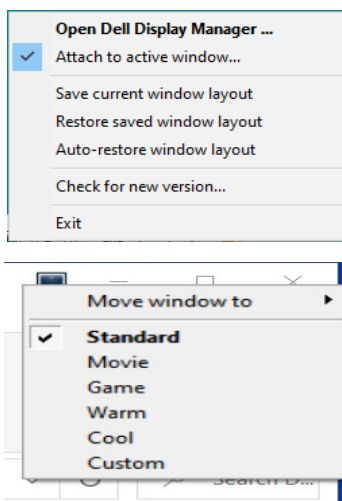 Open Dell Display Manager ...
Attach to active window...
Save current window layout
Restore saved window layout
Auto-restore window layout
Check for new version...
Exit
Move window to
Standard
Movie
Game
Warm
Cool
Custom
Search D...